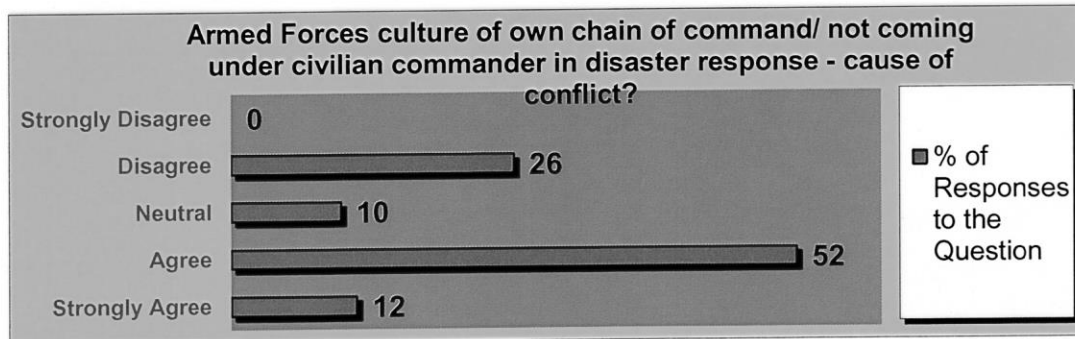 Armed Forces culture of own chain of command/ not coming
under civilian commander in disaster response - cause of
conflict?
Strongly Disagree 0
Disagree 26
Neutral 10
Agree 52
Strongly Agree 12
% of
Responses
to the
Question